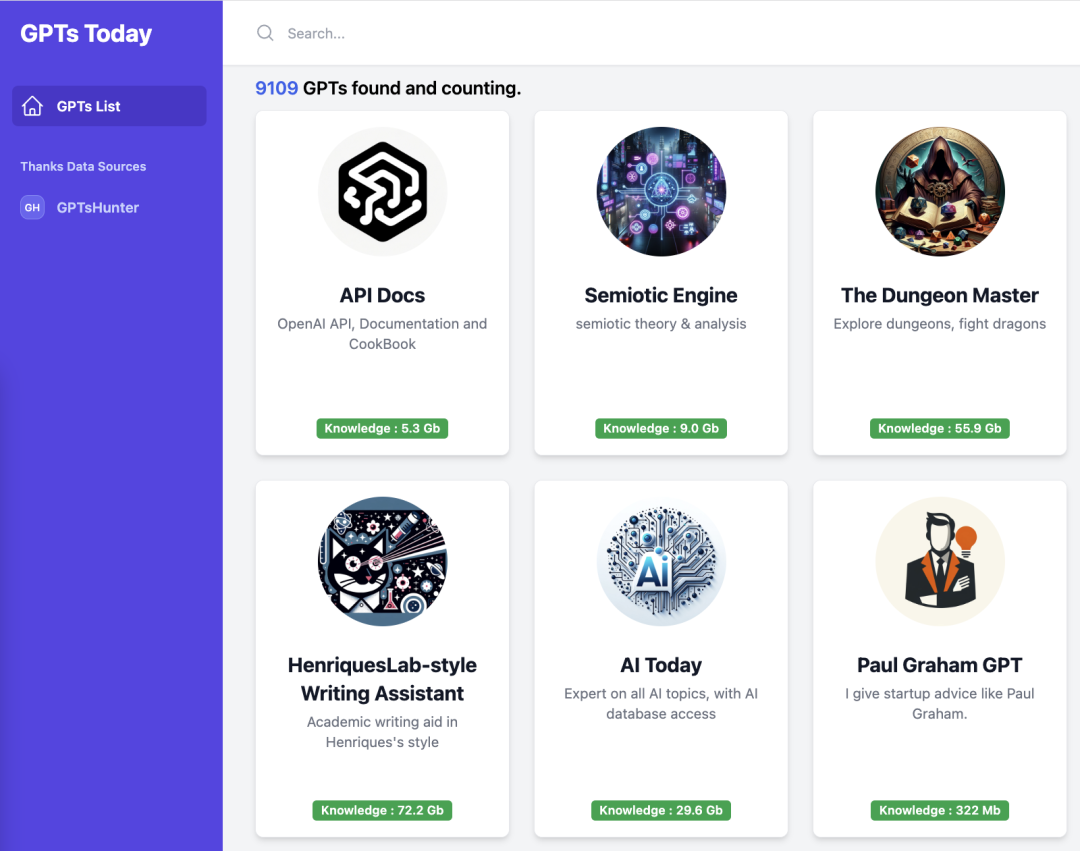 GPTs Today
GPTs List
Thanks Data Sources
GH
GPTsHunter
Search...
9109 GPTs found and counting.
API Docs
OpenAI API, Documentation and
CookBook
Knowledge : 5.3 Gb
Semiotic Engine
semiotic theory & analysis
Knowledge : 9.0 Gb
The Dungeon Master
Explore dungeons, fight dragons
Knowledge : 55.9 Gb
HenriquesLab-style
Writing Assistant
Academic writing aid in
Henriques's style
Knowledge : 72.2 Gb
Ai
AI Today
Expert on all AI topics, with AI
database access
Knowledge : 29.6 Gb
Paul Graham GPT
I give startup advice like Paul
Graham.
Knowledge : 322 Mb